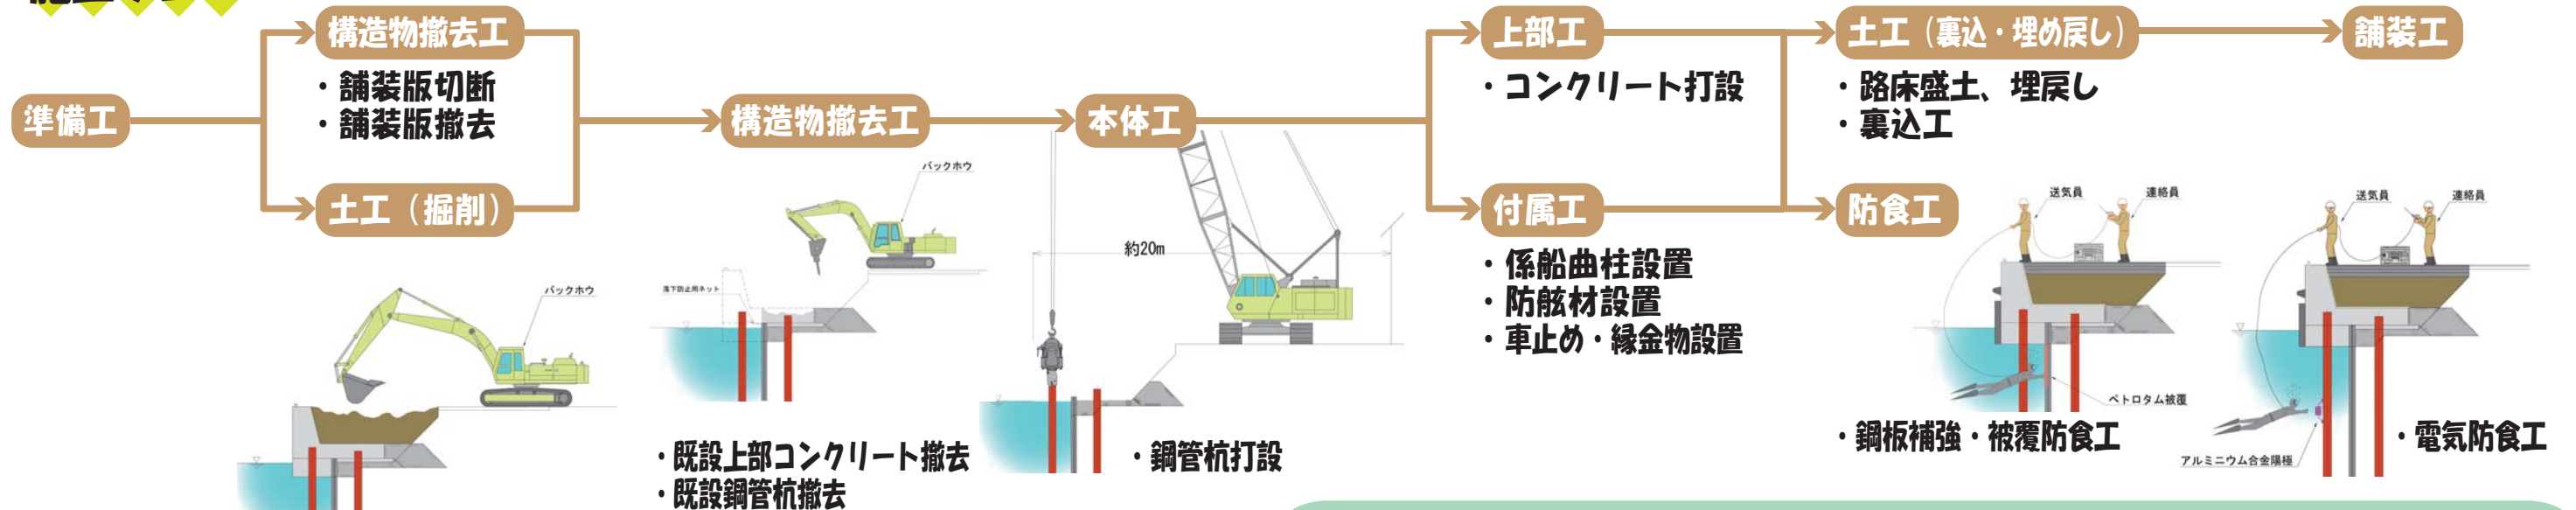 準備工
構造物撤去工
・舗装版切断
・舗装版撤去
土工（掘削）
バックホウ
構造物撤去工
バックホウ
落下防止用ネット
・既設上部コンクリート撤去
・既設鋼管杭撤去
本体工
約20m
・鋼管杭打設
上部工
・コンクリート打設
付属工
・係船曲柱設置
・防舷材設置
・車止め・縁金物設置
土工（裏込・埋め戻し）
・路床盛土、埋戻し
・裏込工
舗装工
防食工
送気員
連絡員
ペトロタム被覆
・鋼板補強・被覆防食工
送気員
連絡員
アルミニウム合金陽極
・電気防食工